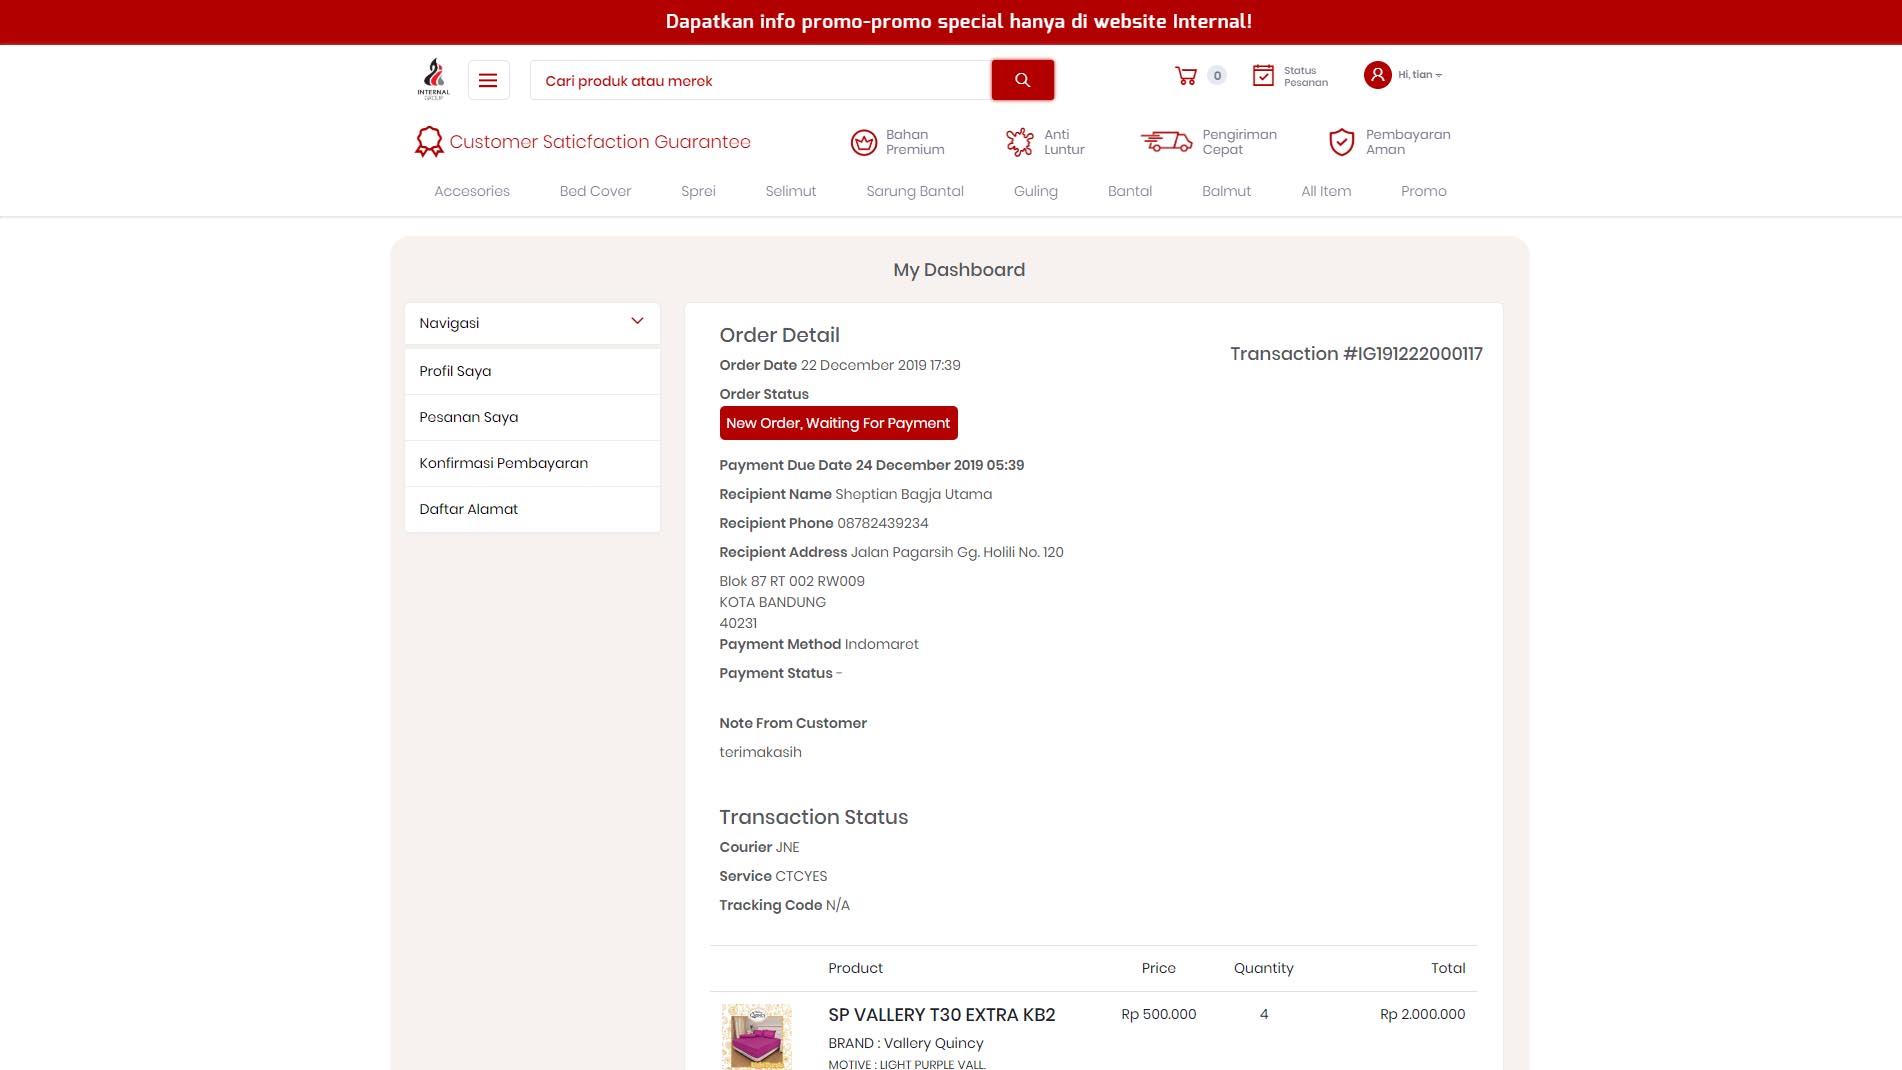 Dapatkan info promo-promo special hanya di website Internal!
INTERNAL
GROUP
Cari produk atau merek
0
Status
Pesanan
Hi, tian
Customer Saticfaction Guarantee
Bahan
Premium
Anti
Luntur
Pengiriman
Cepat
Pembayaran
Aman
Accesories
Bed Cover
Sprei
Selimut
Sarung Bantal
Guling
Bantal
Balmut
All Item
Promo
My Dashboard
Navigasi
Profil Saya
Pesanan Saya
Konfirmasi Pembayaran
Daftar Alamat
Order Detail
Transaction #IG191222000117
Order Date 22 December 2019 17:39
Order Status
New Order, Waiting For Payment
Payment Due Date 24 December 2019 05:39
Recipient Name Sheptian Bagja Utama
Recipient Phone 08782439234
Recipient Address Jalan Pagarsih Gg. Holili No. 120
Blok 87 RT 002 RW009
KOTA BANDUNG
40231
Payment Method Indomaret
Payment Status -
Note From Customer
terimakasih
Transaction Status
Courier JNE
Service CTCYES
Tracking Code N/A
Product Price Quantity Total
SP VALLERY T30 EXTRA KB2 Rp 500.000 4 Rp 2.000.000
BRAND : Vallery Quincy
MOTIVE : LIGHT PURPLE VALL.